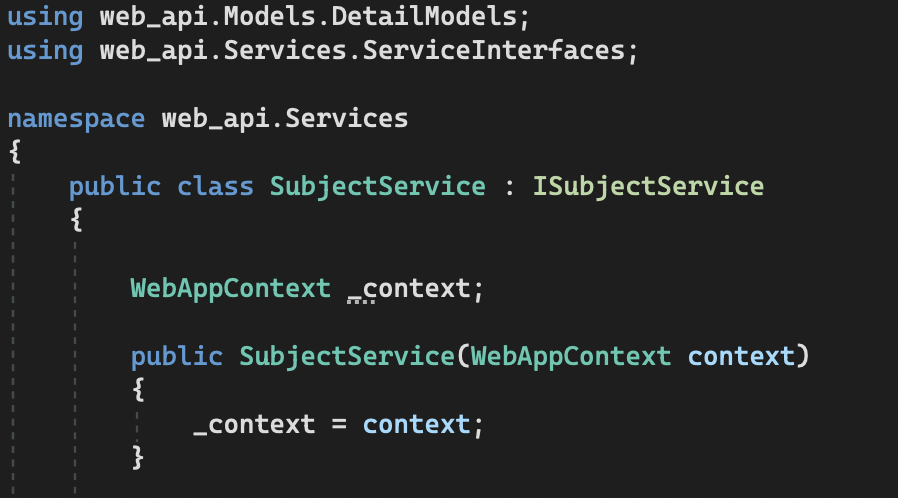 using web_api.Models.DetailModels;
using web_api.Services.ServiceInterfaces;
namespace web_api.Services
{
public class SubjectService : ISubjectService
{
WebAppContext _context;
public SubjectService(WebAppContext context)
{
_context = context;
}